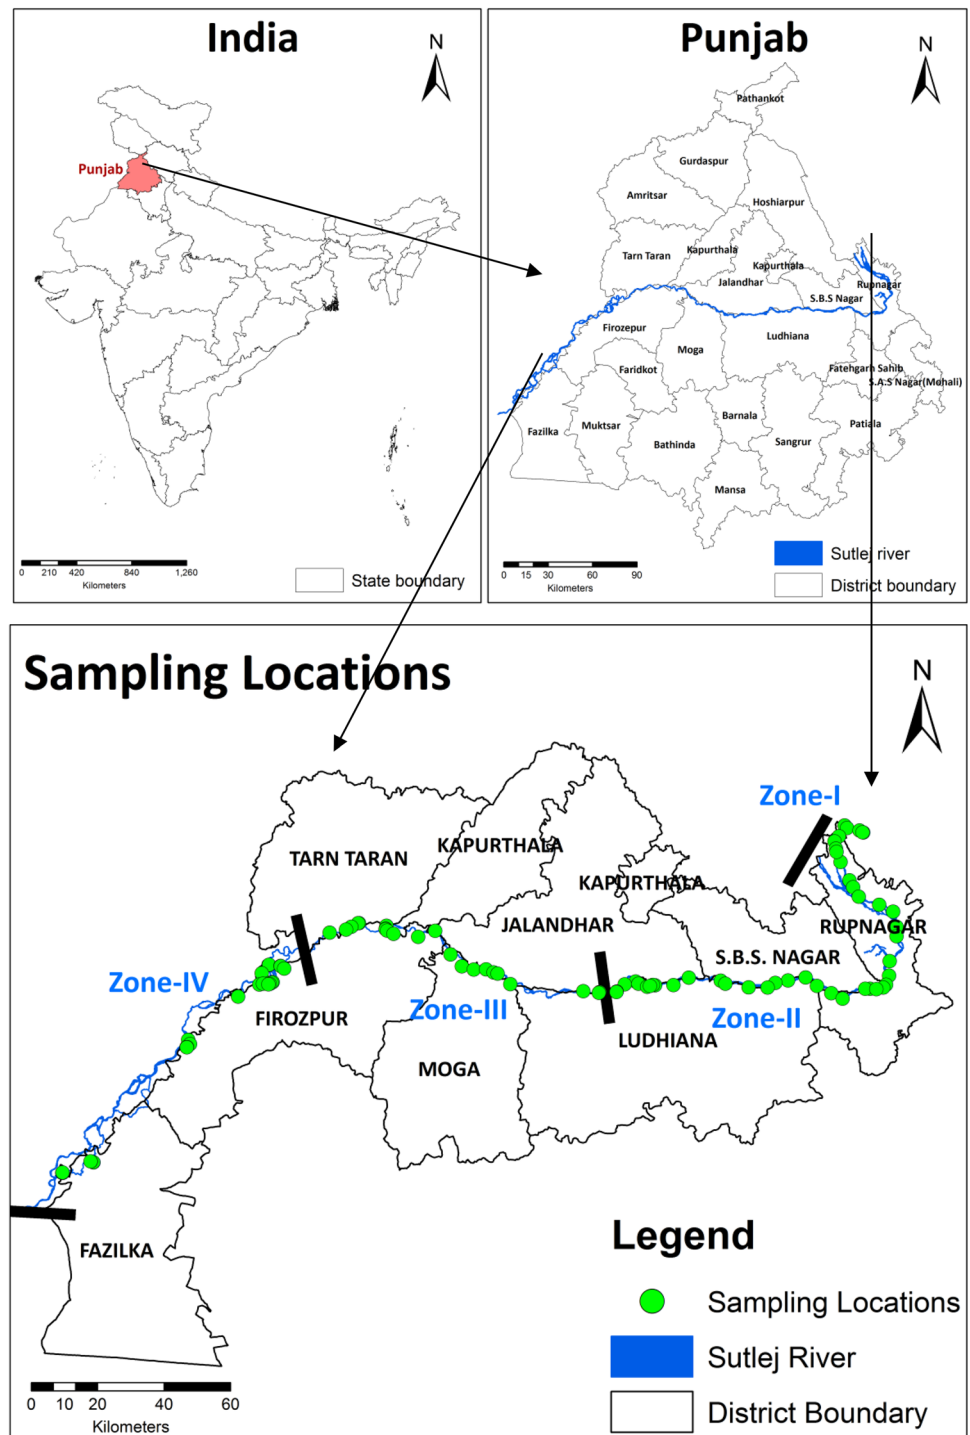 India
N
Punjab
0 210 420 840 1,260
Kilometers
State boundary
Punjab
N
Pathankot
Gurdaspur
Amritsar
Hoshiarpur
Tarn Taran
Kapurthala
Kapurthala
Jalandhar
Rupnagar
S.B.S Nagar
Firozepur
Ludhiana
Moga
Faridkot
Fatehgarh Sahib
S.A.S Nagar(Mohali)
Fazilka
Muktsar
Barnala
Patiala
Bathinda
Sangrur
Mansa
0 15 30 60 90
Kilometers
Sutlej river
District boundary
Sampling Locations
N
Zone-I
TARN TARAN
KAPURTHALA
KAPURTHALA
JALANDHAR
RUPNAGAR
S.B.S. NAGAR
Zone-IV
FIROZPUR
Zone-III
Zone-II
LUDHIANA
MOGA
FAZILKA
0 10 20 40 60
Kilometers
Legend
Sampling Locations
Sutlej River
District Boundary